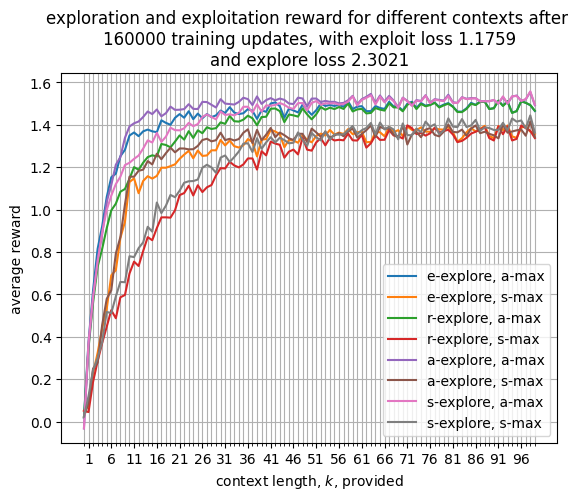 exploration and exploitation reward for different contexts after
160000 training updates, with exploit loss 1.1759
and explore loss 2.3021
1.6
1.4
1.2
1.0
0.8
0.6
0.4
0.2
0.0
average reward
e-explore, a-max
e-explore, s-max
r-explore, a-max
r-explore, s-max
a-explore, a-max
a-explore, s-max
s-explore, a-max
s-explore, s-max
1 6 11 16 21 26 31 36 41 46 51 56 61 66 71 76 81 86 91 96
context length, k, provided